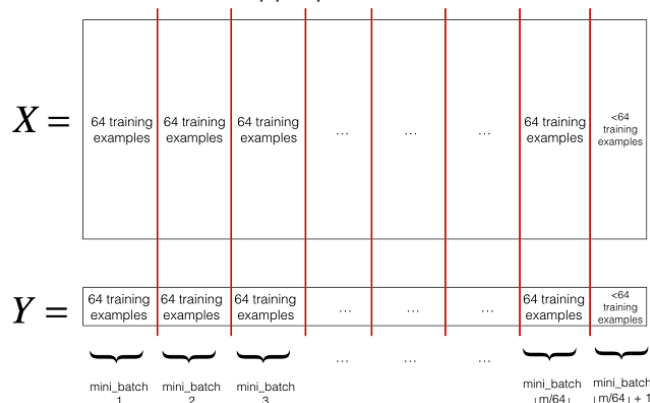 X =
64 training
examples
64 training
examples
64 training
examples
...
...
...
64 training
examples
<64
training
examples
Y =
64 training
examples
64 training
examples
64 training
examples
...
...
...
64 training
examples
<64
training
examples
...
...
...
mini_batch
1
mini_batch
2
mini_batch
3
mini_batch
⌊m/64⌋
mini_batch
⌊m/64⌋ + 1